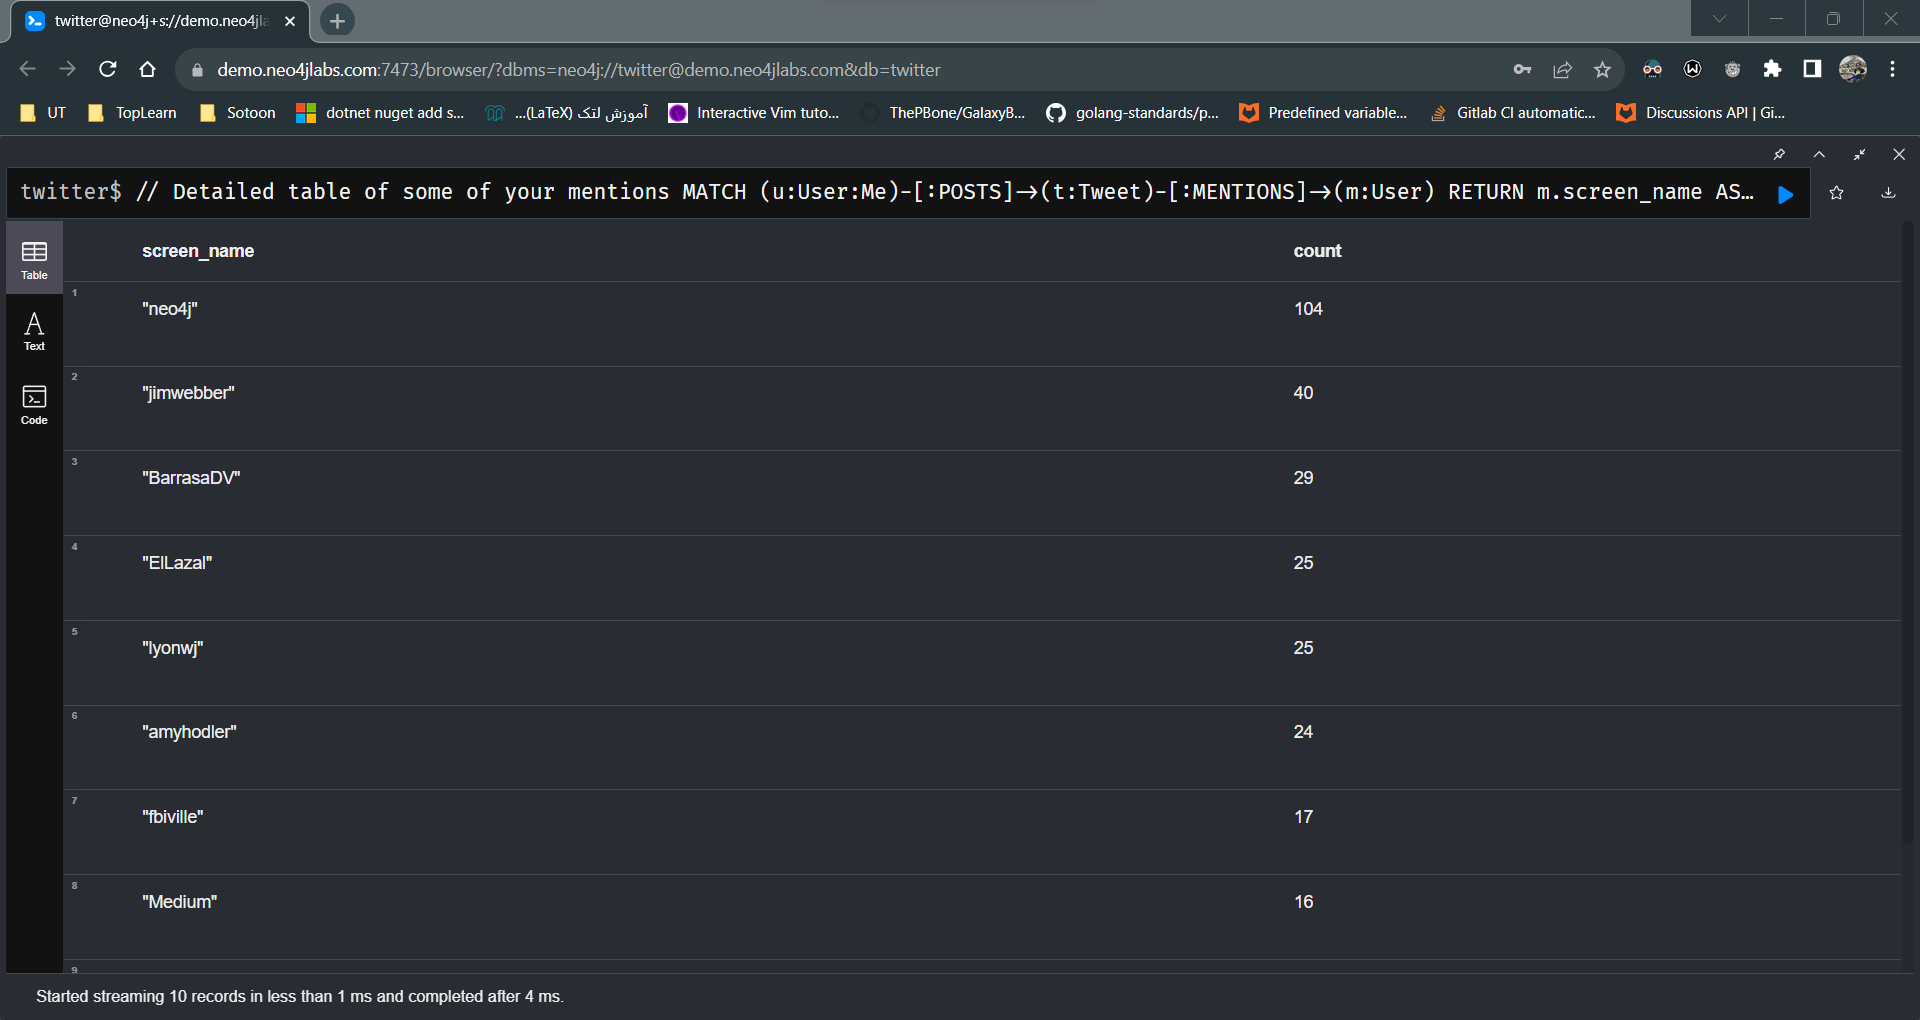 twitter@neo4j+s://demo.neo4jla
demo.neo4jlabs.com:7473/browser/?dbms=neo4j://twitter@demo.neo4jlabs.com&db=twitter
UT TopLearn Sotoon dotnet nuget add s... آموزش لتک (LaTeX)... Interactive Vim tuto... ThePBone/GalaxyB... golang-standards/p... Predefined variable... Gitlab CI automatic... Discussions API | Gi...
twitter$ // Detailed table of some of your mentions MATCH (u:User:Me)-[:POSTS]->(t:Tweet)-[:MENTIONS]->(m:User) RETURN m.screen_name AS…
Table
Text
Code
screen_name count
1 "neo4j" 104
2 "jimwebber" 40
3 "BarrasaDV" 29
4 "ElLazal" 25
5 "lyonwj" 25
6 "amyhodler" 24
7 "fbiville" 17
8 "Medium" 16
9
Started streaming 10 records in less than 1 ms and completed after 4 ms.